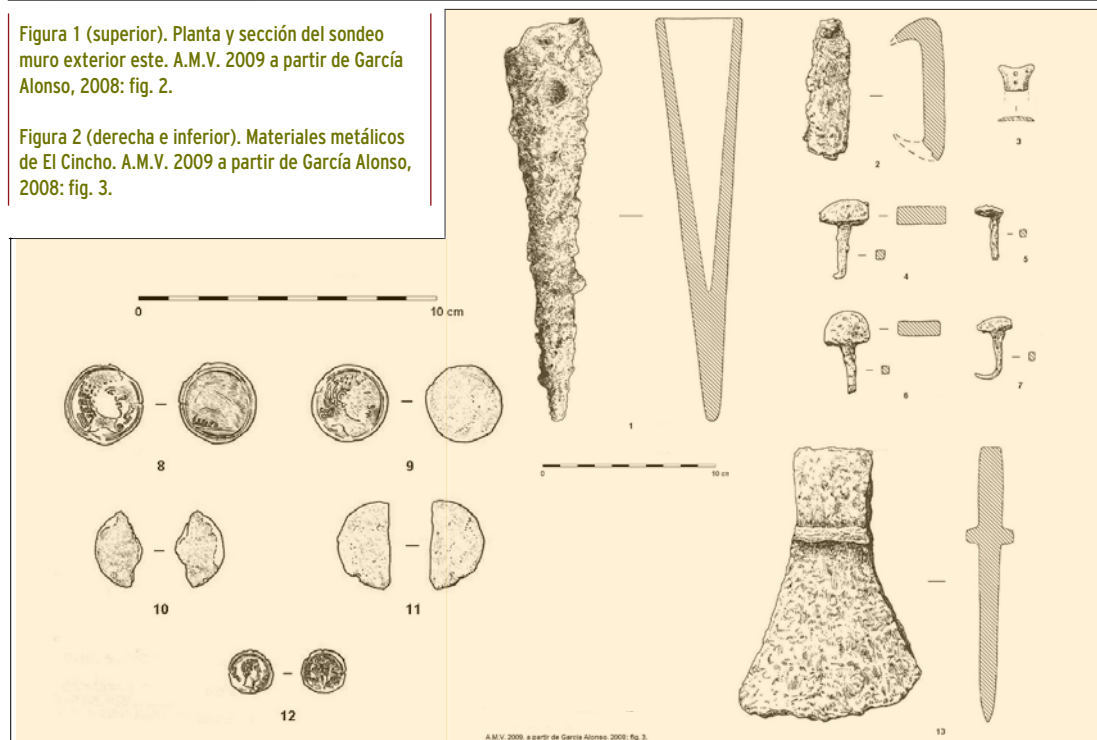 Figura 1 (superior). Planta y sección del sondeo
muro exterior este. A.M.V. 2009 a partir de García
Alonso, 2008: fig. 2.
Figura 2 (derecha e inferior). Materiales metálicos
de El Cincho. A.M.V. 2009 a partir de García Alonso,
2008: fig. 3.
1
2
3
4
5
6
7
0 10 cm
13
0 10 cm
8
9
10
11
12
A.M.V. 2009, a partir de García Alonso, 2008: fig. 3.